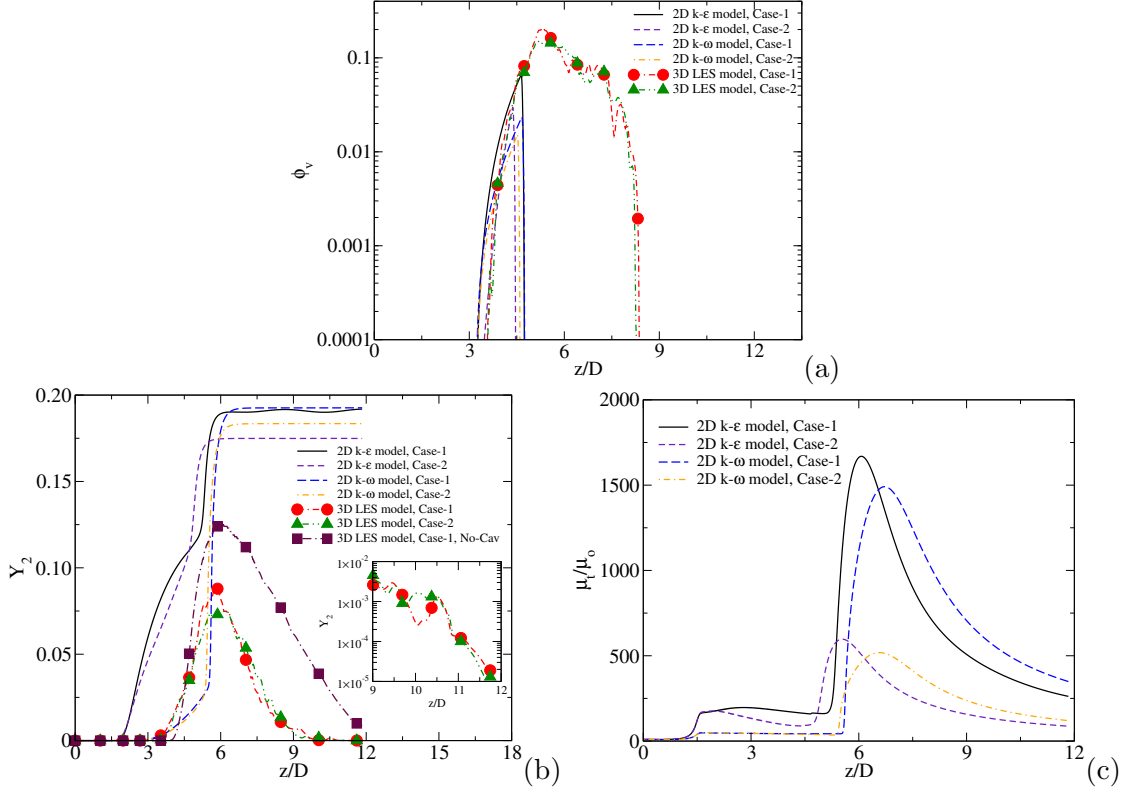 2D k-ε model, Case-1
2D k-ε model, Case-2
2D k-ω model, Case-1
2D k-ω model, Case-2
3D LES model, Case-1
3D LES model, Case-2
0.1
0.01
0.001
0.0001
ϕv
0 3 6 9 12
z/D
(a)
0.20
0.15
0.10
0.05
0
Y2
2D k-ε model, Case-1
2D k-ε model, Case-2
2D k-ω model, Case-1
2D k-ω model, Case-2
3D LES model, Case-1
3D LES model, Case-2
3D LES model, Case-1, No-Cav
1×10-2
1×10-3
1×10-4
1×10-5
Y2
9 10 11 12
z/D
0 3 6 9 12 15 18
z/D
(b)
2000
1500
1000
500
0
μt/μo
2D k-ε model, Case-1
2D k-ε model, Case-2
2D k-ω model, Case-1
2D k-ω model, Case-2
0 3 6 9 12
z/D
(c)